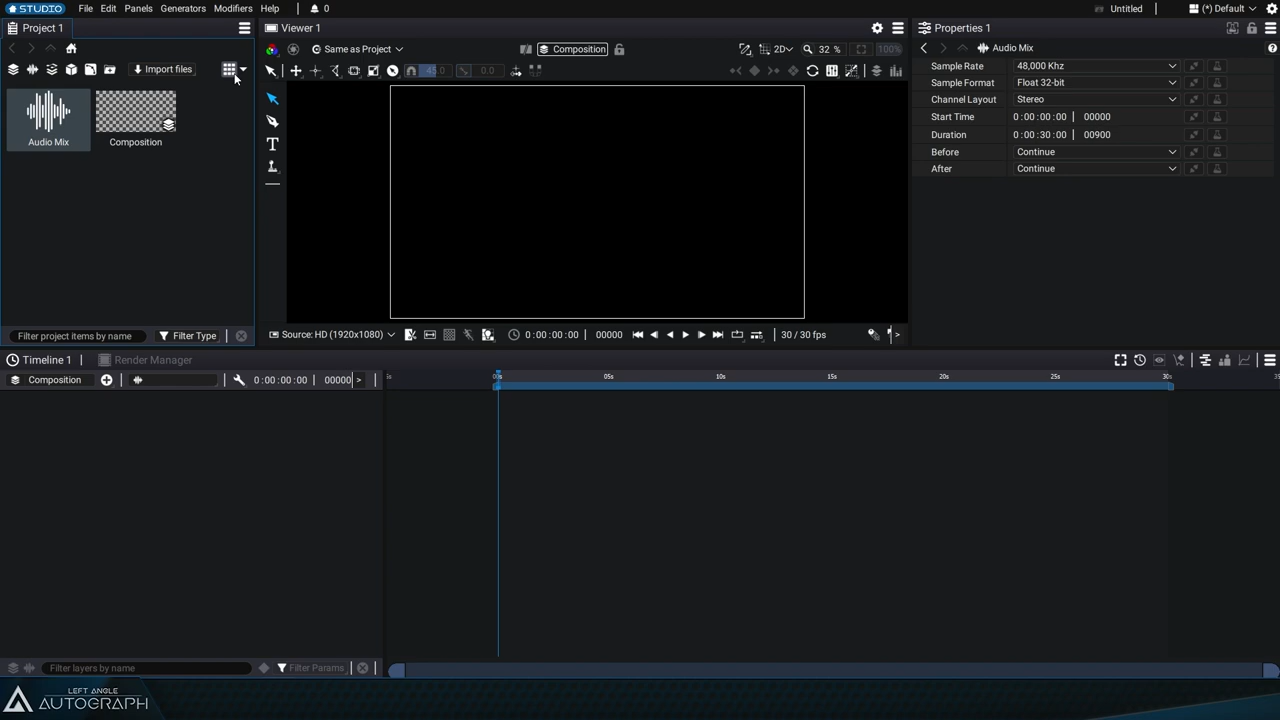 STUDIO File Edit Panels Generators Modifiers Help 0 Untitled (*) Default
Project 1
Import files
Audio Mix
Composition
Filter project items by name Filter Type
Viewer 1
Same as Project Composition 2D 32 % 100%
45.0 0.0
T
Source: HD (1920x1080) 0:00:00:00 00000 30 / 30 fps >
Properties 1
Audio Mix ?
Sample Rate 48,000 Khz
Sample Format Float 32-bit
Channel Layout Stereo
Start Time 0:00:00:00 00000
Duration 0:00:30:00 00900
Before Continue
After Continue
Timeline 1 Render Manager
Composition 0:00:00:00 00000 >
00s 05s 10s 15s 20s 25s 30s
Filter layers by name Filter Params
LEFT ANGLE
AUTOGRAPH